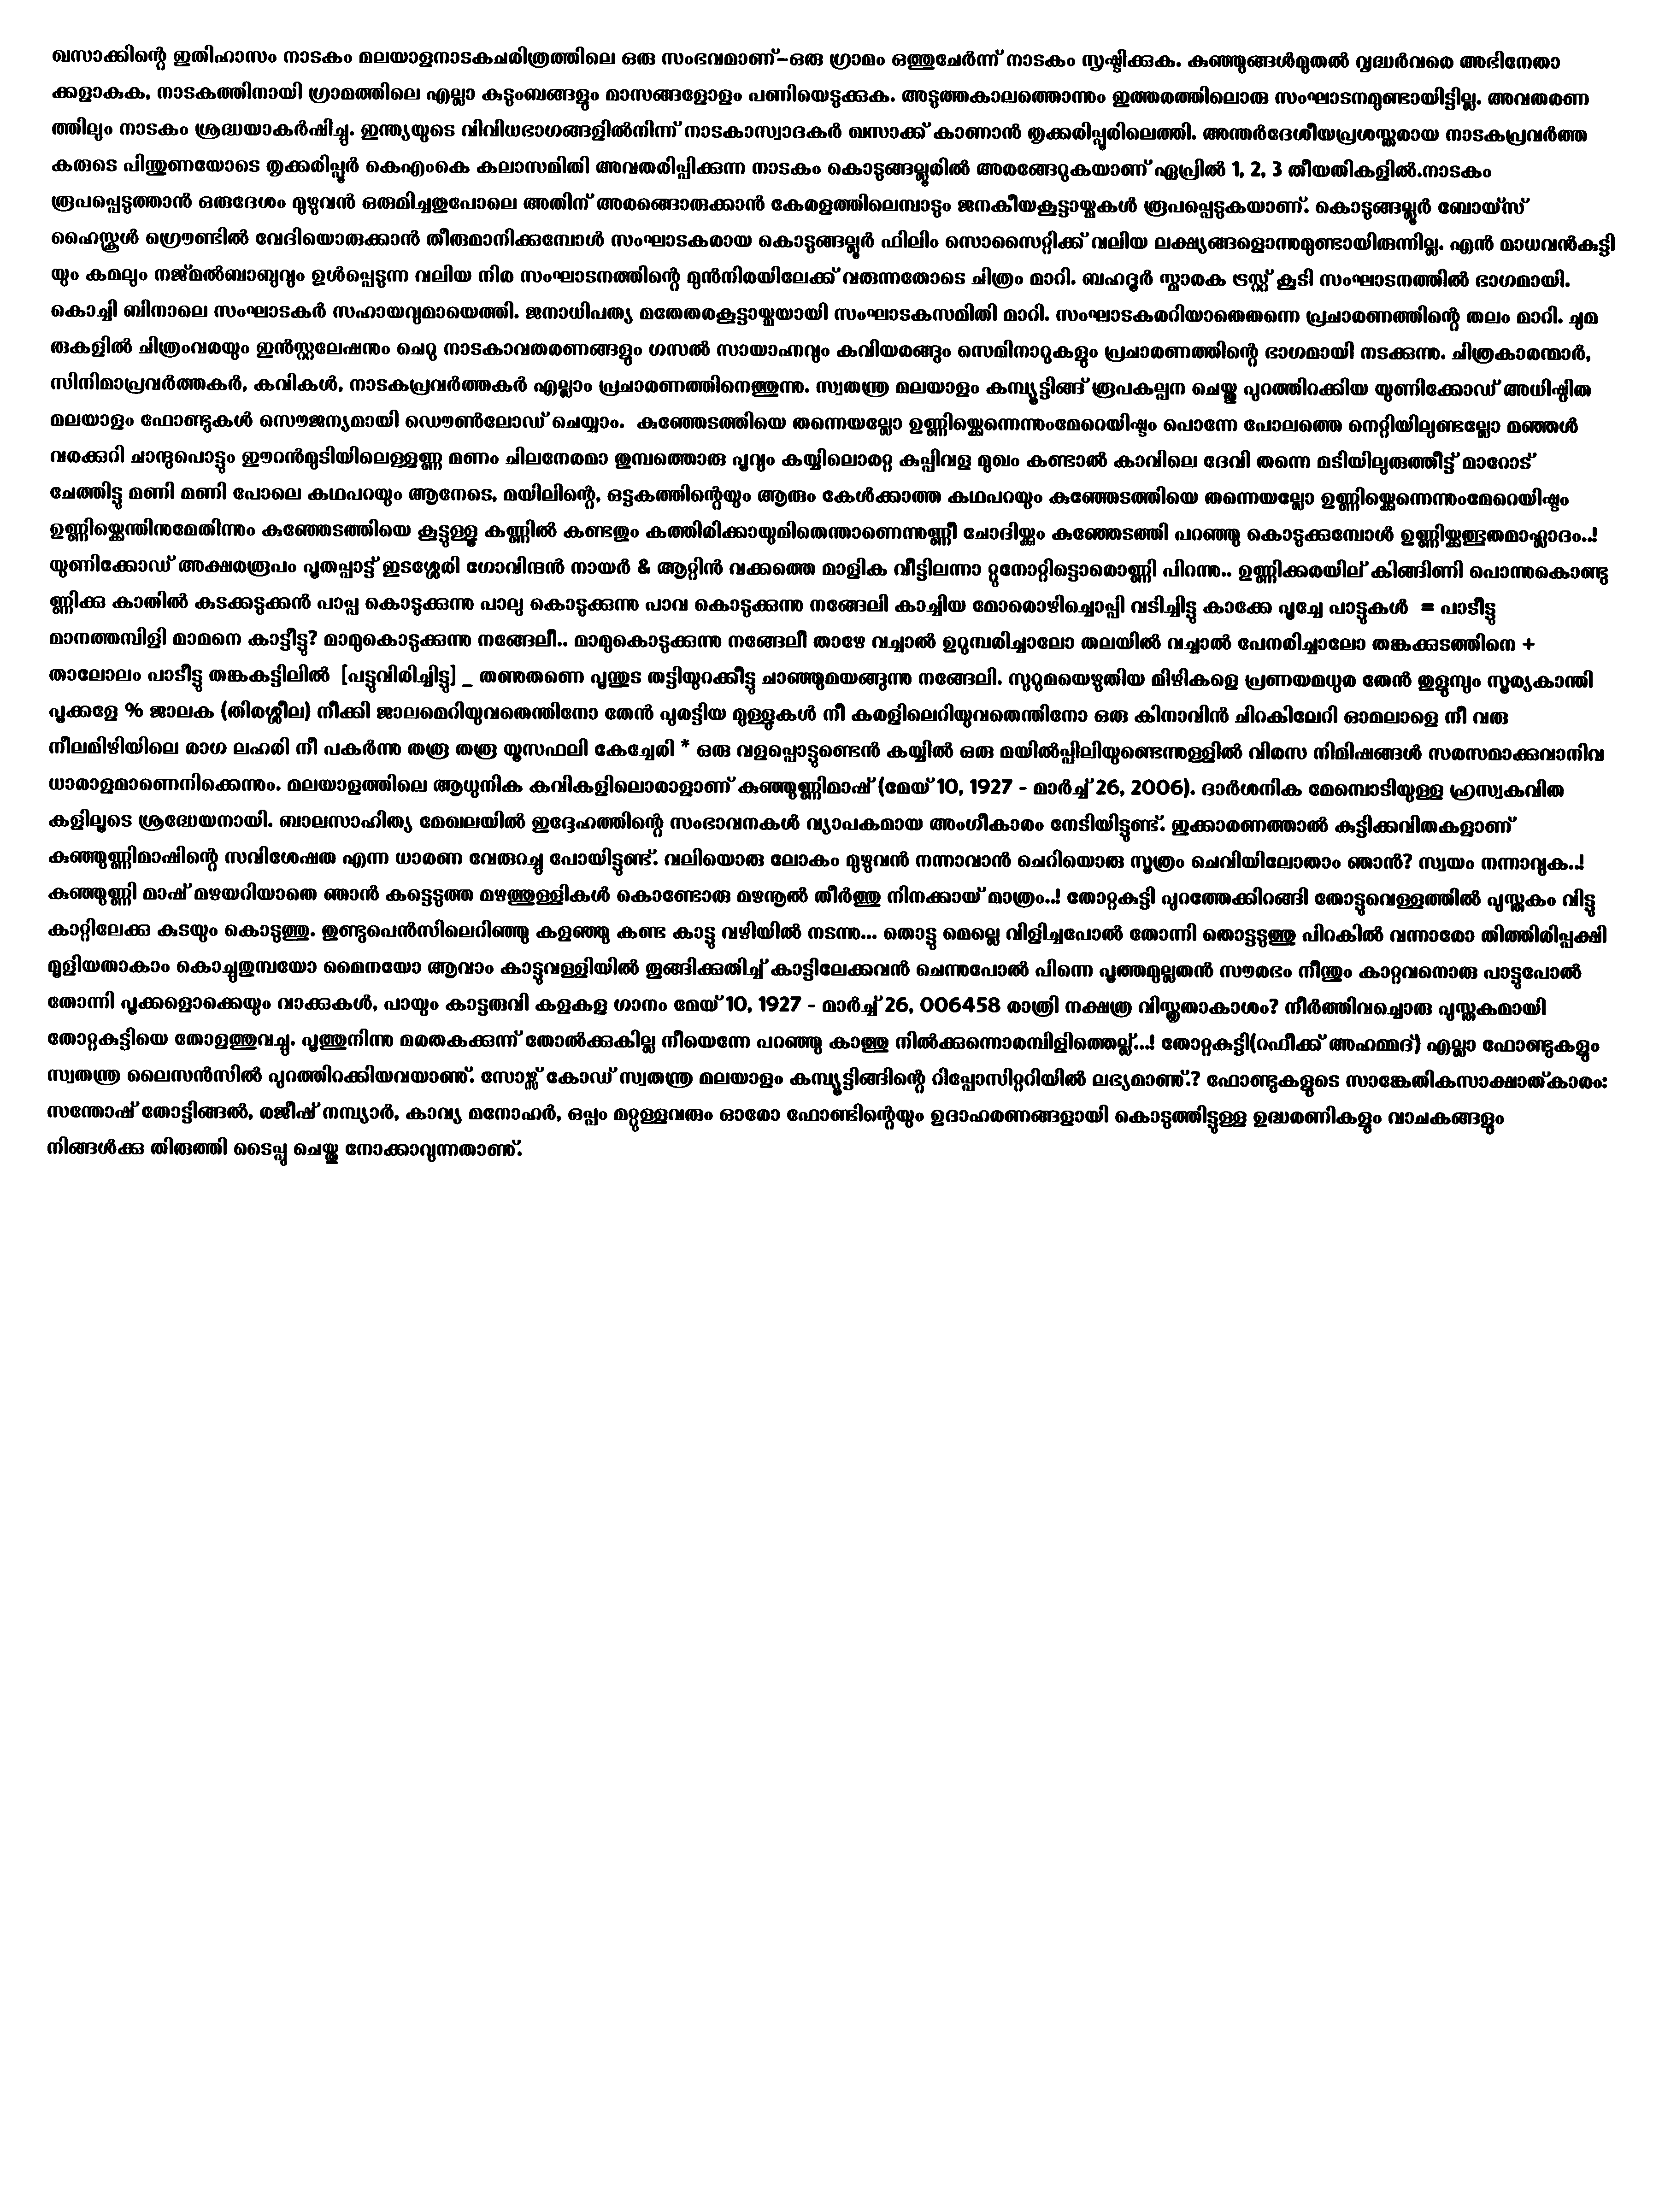 ഖസാക്കിന്റെ ഇതിഹാസം നാടകം മലയാളനാടകചരിത്രത്തിലെ ഒരു സംഭവമാണ്–ഒരു ഗ്രാമം ഒത്തുചേർന്ന് നാടകം സൃഷ്ടിക്കുക. കുഞ്ഞുങ്ങൾമുതൽ വൃദ്ധർവരെ അഭിനേതാ
ക്കളാകുക, നാടകത്തിനായി ഗ്രാമത്തിലെ എല്ലാ കുടുംബങ്ങളും മാസങ്ങളോളം പണിയെടുക്കുക. അടുത്തകാലത്തൊന്നും ഇത്തരത്തിലൊരു സംഘാടനമുണ്ടായിട്ടില്ല. അവതരണ
ത്തിലും നാടകം ശ്രദ്ധയാകർഷിച്ചു. ഇന്ത്യയുടെ വിവിധഭാഗങ്ങളിൽനിന്ന് നാടകാസ്വാദകർ ഖസാക്ക് കാണാൻ തൃക്കരിപ്പൂരിലെത്തി. അന്തർദേശീയപ്രശസ്തരായ നാടകപ്രവർത്ത
കരുടെ പിന്തുണയോടെ തൃക്കരിപ്പൂർ കെഎംകെ കലാസമിതി അവതരിപ്പിക്കുന്ന നാടകം കൊടുങ്ങല്ലൂരിൽ അരങ്ങേറുകയാണ് ഏപ്രിൽ 1, 2, 3 തീയതികളിൽ.നാടകം
രൂപപ്പെടുത്താൻ ഒരുദേശം മുഴുവൻ ഒരുമിച്ചതുപോലെ അതിന് അരങ്ങൊരുക്കാൻ കേരളത്തിലെമ്പാടും ജനകീയകൂട്ടായ്മകൾ രൂപപ്പെടുകയാണ്. കൊടുങ്ങല്ലൂർ ബോയ്സ്
ഹൈസ്കൂൾ ഗ്രൌണ്ടിൽ വേദിയൊരുക്കാൻ തീരുമാനിക്കുമ്പോൾ സംഘാടകരായ കൊടുങ്ങല്ലൂർ ഫിലിം സൊസൈറ്റിക്ക് വലിയ ലക്ഷ്യങ്ങളൊന്നുമുണ്ടായിരുന്നില്ല. എൻ മാധവൻകുട്ടി
യും കമലും നജ്മൽബാബുവും ഉൾപ്പെടുന്ന വലിയ നിര സംഘാടനത്തിന്റെ മുൻനിരയിലേക്ക് വരുന്നതോടെ ചിത്രം മാറി. ബഹദൂർ സ്മാരക ട്രസ്റ്റ് കൂടി സംഘാടനത്തിൽ ഭാഗമായി.
കൊച്ചി ബിനാലെ സംഘാടകർ സഹായവുമായെത്തി. ജനാധിപത്യ മതേതരകൂട്ടായ്മയായി സംഘാടകസമിതി മാറി. സംഘാടകരറിയാതെതന്നെ പ്രചാരണത്തിന്റെ തലം മാറി. ചുമ
രുകളിൽ ചിത്രംവരയും ഇൻസ്റ്റലേഷനും ചെറു നാടകാവതരണങ്ങളും ഗസൽ സായാഹ്നവും കവിയരങ്ങും സെമിനാറുകളും പ്രചാരണത്തിന്റെ ഭാഗമായി നടക്കുന്നു. ചിത്രകാരന്മാർ,
സിനിമാപ്രവർത്തകർ, കവികൾ, നാടകപ്രവർത്തകർ എല്ലാം പ്രചാരണത്തിനെത്തുന്നു. സ്വതന്ത്ര മലയാളം കമ്പ്യൂട്ടിങ്ങ് രൂപകല്പന ചെയ്തു പുറത്തിറക്കിയ യുണിക്കോഡ് അധിഷ്ഠിത
മലയാളം ഫോണ്ടുകൾ സൌജന്യമായി ഡൌൺലോഡ് ചെയ്യാം.  കുഞ്ഞേടത്തിയെ തന്നെയല്ലോ ഉണ്ണിയ്ക്കെന്നെന്നുംമേറെയിഷ്ടം പൊന്നേ പോലത്തെ നെറ്റിയിലുണ്ടല്ലോ മഞ്ഞൾ
വരക്കുറി ചാന്ദുപൊട്ടും ഈറൻമുടിയിലെള്ളണ്ണ മണം ചിലനേരമാ തുമ്പത്തൊരു പൂവും കയ്യിലൊരറ്റ കുപ്പിവള മുഖം കണ്ടാൽ കാവിലെ ദേവി തന്നെ മടിയിലുരുത്തീട്ട് മാറോട്
ചേത്തിട്ടു മണി മണി പോലെ കഥപറയും ആനേടെ, മയിലിന്റെ, ഒട്ടകത്തിന്റെയും ആരും കേൾക്കാത്ത കഥപറയും കുഞ്ഞേടത്തിയെ തന്നെയല്ലോ ഉണ്ണിയ്ക്കെന്നെന്നുംമേറെയിഷ്ടം
ഉണ്ണിയ്ക്കെന്തിനുമേതിന്നും കുഞ്ഞേടത്തിയെ കൂട്ടുള്ളൂ കണ്ണിൽ കണ്ടതും കത്തിരിക്കായുമിതെന്താണെന്നുണ്ണീ ചോദിയ്ക്കും കുഞ്ഞേടത്തി പറഞ്ഞു കൊടുക്കുമ്പോൾ ഉണ്ണിയ്ക്കത്ഭുതമാഹ്ലാദം..!
യുണിക്കോഡ് അക്ഷരരൂപം പൂതപ്പാട്ട് ഇടശ്ശേരി ഗോവിന്ദൻ നായർ & ആറ്റിൻ വക്കത്തെ മാളിക വീട്ടിലന്നാ റ്റുനോറ്റിട്ടൊരൊണ്ണി പിറന്നു.. ഉണ്ണിക്കരയില് കിങ്ങിണി പൊന്നുകൊണ്ടു
ണ്ണിക്കു കാതിൽ കുടക്കടുക്കൻ പാപ്പ കൊടുക്കുന്നു പാലു കൊടുക്കുന്നു പാവ കൊടുക്കുന്നു നങ്ങേലി കാച്ചിയ മോരൊഴിച്ചൊപ്പി വടിച്ചിട്ടു കാക്കേ പൂച്ചേ പാട്ടുകൾ  = പാടീട്ടു
മാനത്തമ്പിളി മാമനെ കാട്ടീട്ടു? മാമുകൊടുക്കുന്നു നങ്ങേലീ.. മാമുകൊടുക്കുന്നു നങ്ങേലീ താഴേ വച്ചാൽ ഉറുമ്പരിച്ചാലോ തലയിൽ വച്ചാൽ പേനരിച്ചാലോ തങ്കക്കുടത്തിനെ +
താലോലം പാടീട്ടു തങ്കകട്ടിലിൽ  [പട്ടുവിരിച്ചിട്ടു] _ തണുതണെ പൂന്തുട തട്ടിയുറക്കീട്ടു ചാഞ്ഞുമയങ്ങുന്നു നങ്ങേലി. സുറുമയെഴുതിയ മിഴികളെ പ്രണയമധുര തേൻ തുളുമ്പും സൂര്യകാന്തി
പൂക്കളേ % ജാലക (തിരശ്ശീല) നീക്കി ജാലമെറിയുവതെന്തിനോ തേൻ പുരട്ടിയ മുള്ളുകൾ നീ കരളിലെറിയുവതെന്തിനോ ഒരു കിനാവിൻ ചിറകിലേറി ഓമലാളെ നീ വരു
നീലമിഴിയിലെ രാഗ ലഹരി നീ പകർന്നു തരൂ തരൂ യൂസഫലി കേച്ചേരി * ഒരു വളപ്പൊട്ടുണ്ടെൻ കയ്യിൽ ഒരു മയിൽപ്പിലിയുണ്ടെന്നുള്ളിൽ വിരസ നിമിഷങ്ങൾ സരസമാക്കുവാനിവ
ധാരാളമാണെനിക്കെന്നും. മലയാളത്തിലെ ആധുനിക കവികളിലൊരാളാണ് കുഞ്ഞുണ്ണിമാഷ് (മേയ് 10, 1927 - മാർച്ച് 26, 2006). ദാർശനിക മേമ്പൊടിയുള്ള ഹ്രസ്വകവിത
കളിലൂടെ ശ്രദ്ധേയനായി. ബാലസാഹിത്യ മേഖലയിൽ ഇദ്ദേഹത്തിന്റെ സംഭാവനകൾ വ്യാപകമായ അംഗീകാരം നേടിയിട്ടുണ്ട്. ഇക്കാരണത്താൽ കുട്ടിക്കവിതകളാണ്
കുഞ്ഞുണ്ണിമാഷിന്റെ സവിശേഷത എന്ന ധാരണ വേരുറച്ചു പോയിട്ടുണ്ട്. വലിയൊരു ലോകം മുഴുവൻ നന്നാവാൻ ചെറിയൊരു സൂത്രം ചെവിയിലോതാം ഞാൻ? സ്വയം നന്നാവുക..!
കുഞ്ഞുണ്ണി മാഷ് മഴയറിയാതെ ഞാൻ കട്ടെടുത്ത മഴത്തുള്ളികൾ കൊണ്ടോരു മഴനൂൽ തീർത്തു നിനക്കായ് മാത്രം..! തോറ്റകുട്ടി പുറത്തേക്കിറങ്ങി തോട്ടുവെള്ളത്തിൽ പുസ്തകം വിട്ടു
കാറ്റിലേക്കു കുടയും കൊടുത്തു. തുണ്ടുപെൻസിലെറിഞ്ഞു കളഞ്ഞു കണ്ട കാട്ടു വഴിയിൽ നടന്നു... തൊട്ടു മെല്ലെ വിളിച്ചപോൽ തോന്നി തൊട്ടടുത്തു പിറകിൽ വന്നാരോ തിത്തിരിപ്പക്ഷി
മൂളിയതാകാം കൊച്ചുതുമ്പയോ മൈനയോ ആവാം കാട്ടുവള്ളിയിൽ തൂങ്ങിക്കുതിച്ച് കാട്ടിലേക്കവൻ ചെന്നുപോൽ പിന്നെ പൂത്തമുല്ലതൻ സൗരഭം നീന്തും കാറ്റവനൊരു പാട്ടുപോൽ
തോന്നി പൂക്കളൊക്കെയും വാക്കുകൾ, പായും കാട്ടരുവി കളകള ഗാനം മേയ് 10, 1927 - മാർച്ച് 26, 006458 രാത്രി നക്ഷത്ര വിസ്തൃതാകാശം? നീർത്തിവച്ചൊരു പുസ്തകമായി
തോറ്റകുട്ടിയെ തോളത്തുവച്ചു. പൂത്തുനിന്നു മരതകക്കുന്ന് തോൽക്കുകില്ല നീയെന്നേ പറഞ്ഞു കാത്തു നിൽക്കുന്നൊരമ്പിളിത്തെല്ല്...! തോറ്റകുട്ടി(റഫീക്ക് അഹമ്മദ്) എല്ലാ ഫോണ്ടുകളും
സ്വതന്ത്ര ലൈസൻസിൽ പുറത്തിറക്കിയവയാണു്. സോഴ്സ് കോഡ് സ്വതന്ത്ര മലയാളം കമ്പ്യൂട്ടിങ്ങിന്റെ റിപ്പോസിറ്ററിയിൽ ലഭ്യമാണു്.? ഫോണ്ടുകളുടെ സാങ്കേതികസാക്ഷാത്കാരം:
സന്തോഷ് തോട്ടിങ്ങൽ, രജീഷ് നമ്പ്യാർ, കാവ്യ മനോഹർ, ഒപ്പം മറ്റുള്ളവരും ഓരോ ഫോണ്ടിന്റെയും ഉദാഹരണങ്ങളായി കൊടുത്തിട്ടുള്ള ഉദ്ധരണികളും വാചകങ്ങളും
നിങ്ങൾക്കു തിരുത്തി ടൈപ്പു ചെയ്തു നോക്കാവുന്നതാണു്.